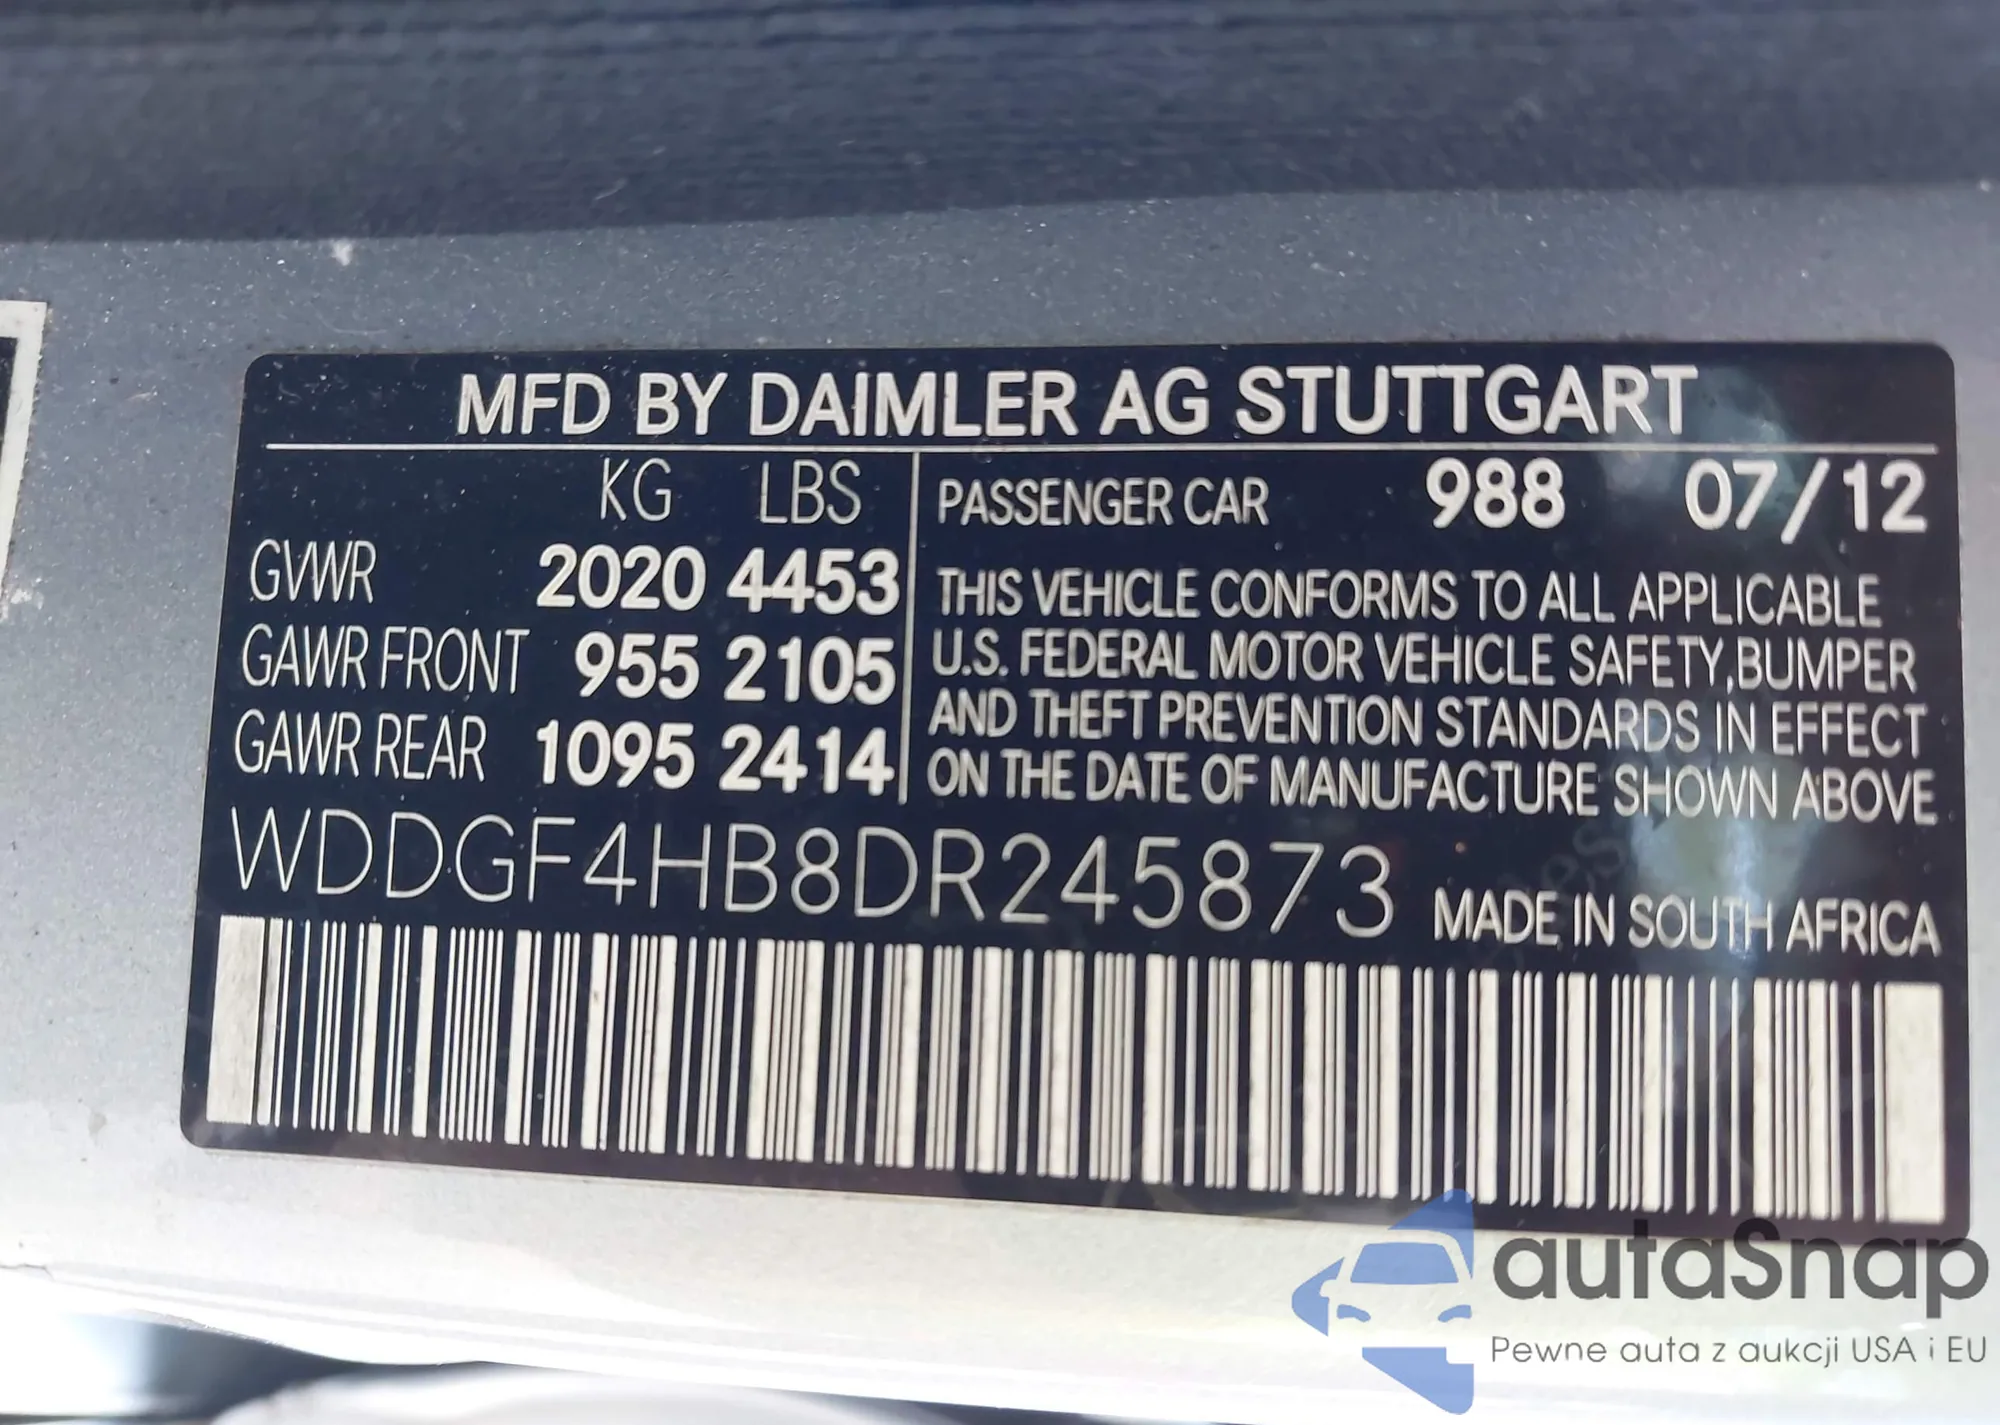 MFD BY DAIMLER AG STUTTGART
KG LBS
GVWR 2020 4453
GAWR FRONT 955 2105
GAWR REAR 1095 2414
PASSENGER CAR 988 07/12
THIS VEHICLE CONFORMS TO ALL APPLICABLE
U.S. FEDERAL MOTOR VEHICLE SAFETY, BUMPER
AND THEFT PREVENTION STANDARDS IN EFFECT
ON THE DATE OF MANUFACTURE SHOWN ABOVE
WDDGF4HB8DR245873 MADE IN SOUTH AFRICA
autaSnap
Pewne auta z aukcji USA i EU